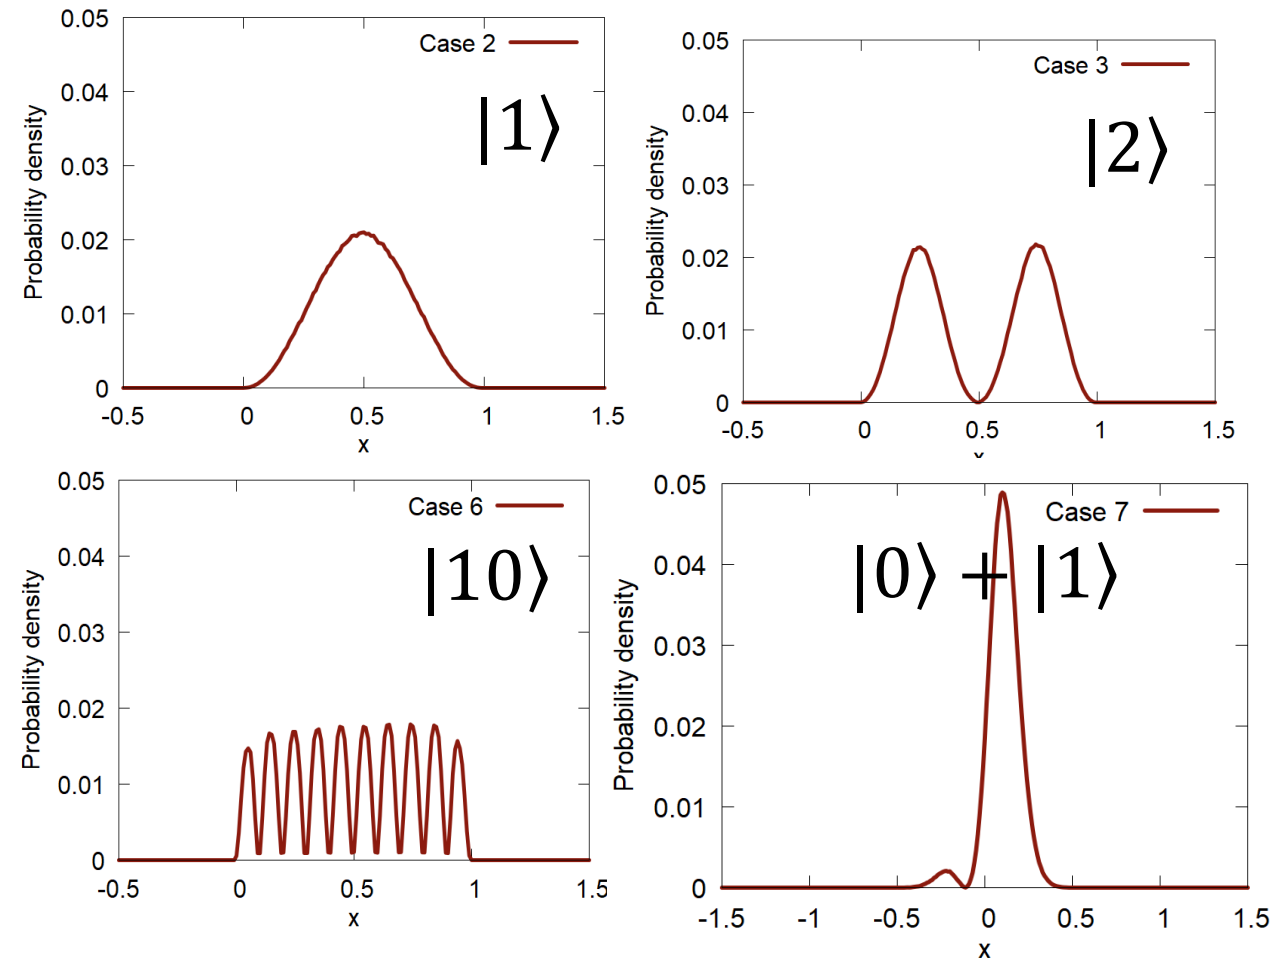 0.05
Case 2
0.04
|1⟩
0.03
0.02
0.01
0
Probability density
-0.5 0 0.5 1 1.5
x
0.05
Case 3
0.04
|2⟩
0.03
0.02
0.01
0
Probability density
-0.5 0 0.5 1 1.5
x
0.05
Case 6
0.04
|10⟩
0.03
0.02
0.01
0
Probability density
-0.5 0 0.5 1 1.5
x
0.05
Case 7
0.04
|0⟩ + |1⟩
0.03
0.02
0.01
0
Probability density
-1.5 -1 -0.5 0 0.5 1 1.5
x